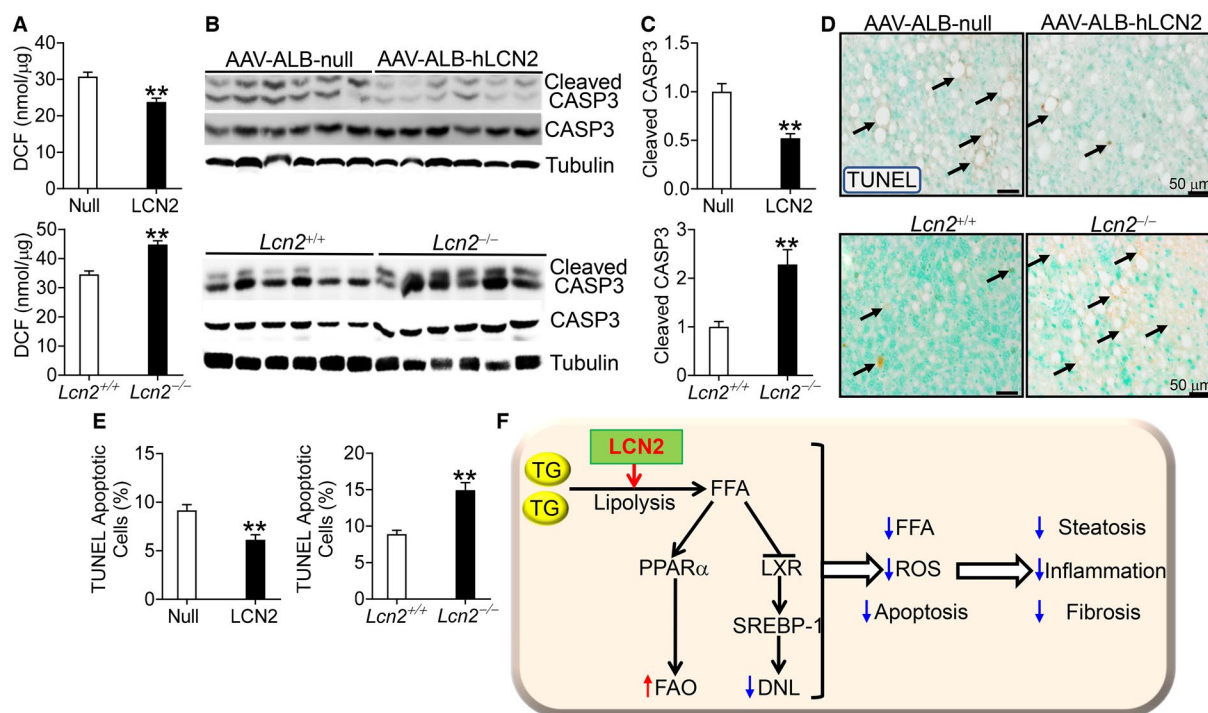 A
DCF (nmol/μg)
40
30
20
10
0
**
Null
LCN2
DCF (nmol/μg)
50
40
30
20
10
0
**
Lcn2+/+
Lcn2−/−
B
AAV-ALB-null
AAV-ALB-hLCN2
Cleaved
CASP3
CASP3
Tubulin
Lcn2+/+
Lcn2−/−
Cleaved
CASP3
CASP3
Tubulin
C
Cleaved CASP3
1.5
1.0
0.5
0.0
**
Null
LCN2
Cleaved CASP3
3
2
1
0
**
Lcn2+/+
Lcn2−/−
D
AAV-ALB-null
AAV-ALB-hLCN2
TUNEL
50 μm
Lcn2+/+
Lcn2−/−
50 μm
E
TUNEL Apoptotic
Cells (%)
15
10
5
0
**
Null
LCN2
TUNEL Apoptotic
Cells (%)
20
15
10
5
0
**
Lcn2+/+
Lcn2−/−
F
LCN2
TG
TG
Lipolysis
FFA
PPARα
LXR
SREBP-1
↑FAO
↓DNL
↓FFA
↓ROS
↓Apoptosis
↓ Steatosis
↓Inflammation
↓ Fibrosis